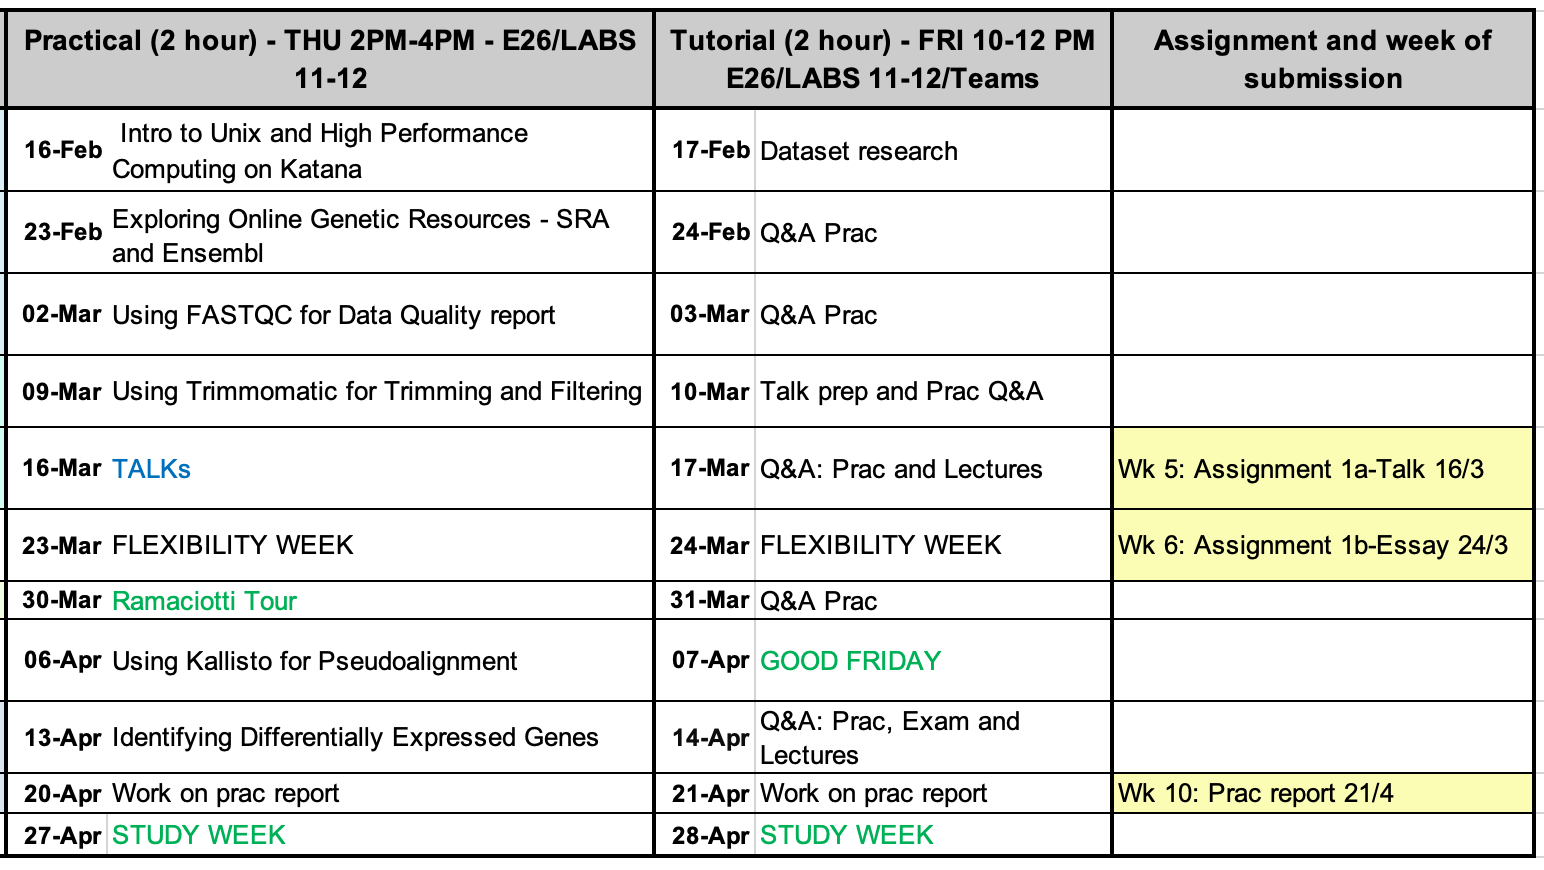 Practical (2 hour) - THU 2PM-4PM - E26/LABS
11-12
Tutorial (2 hour) - FRI 10-12 PM
E26/LABS 11-12/Teams
Assignment and week of
submission
16-Feb
Intro to Unix and High Performance
Computing on Katana
17-Feb Dataset research
23-Feb
Exploring Online Genetic Resources - SRA
and Ensembl
24-Feb Q&A Prac
02-Mar Using FASTQC for Data Quality report
03-Mar Q&A Prac
09-Mar Using Trimmomatic for Trimming and Filtering
10-Mar Talk prep and Prac Q&A
16-Mar TALKs
17-Mar Q&A: Prac and Lectures
Wk 5: Assignment 1a-Talk 16/3
23-Mar FLEXIBILITY WEEK
24-Mar FLEXIBILITY WEEK
Wk 6: Assignment 1b-Essay 24/3
30-Mar Ramaciotti Tour
31-Mar Q&A Prac
06-Apr Using Kallisto for Pseudoalignment
07-Apr GOOD FRIDAY
13-Apr Identifying Differentially Expressed Genes
14-Apr
Q&A: Prac, Exam and
Lectures
20-Apr Work on prac report
21-Apr Work on prac report
Wk 10: Prac report 21/4
27-Apr STUDY WEEK
28-Apr STUDY WEEK